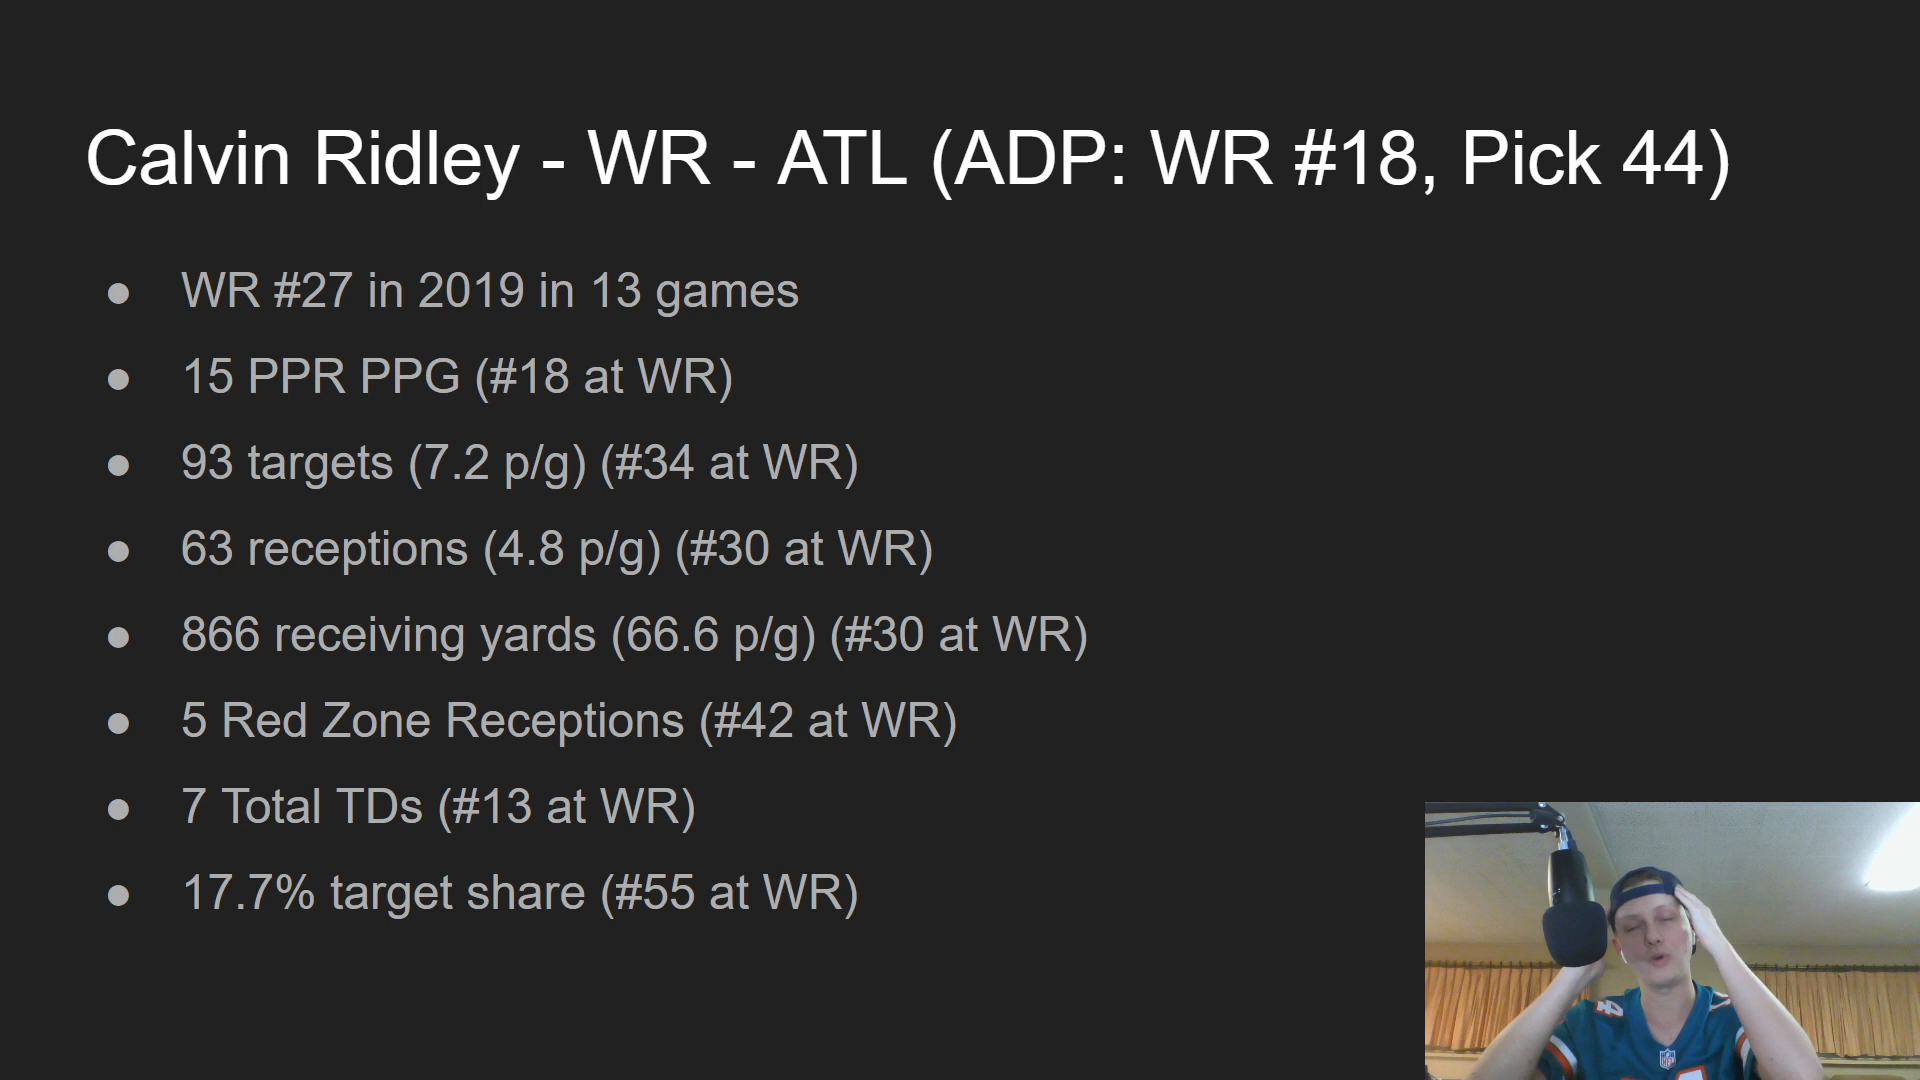 Calvin Ridley - WR - ATL (ADP: WR #18, Pick 44)
● WR #27 in 2019 in 13 games
● 15 PPR PPG (#18 at WR)
● 93 targets (7.2 p/g) (#34 at WR)
● 63 receptions (4.8 p/g) (#30 at WR)
● 866 receiving yards (66.6 p/g) (#30 at WR)
● 5 Red Zone Receptions (#42 at WR)
● 7 Total TDs (#13 at WR)
● 17.7% target share (#55 at WR)
4
NFL